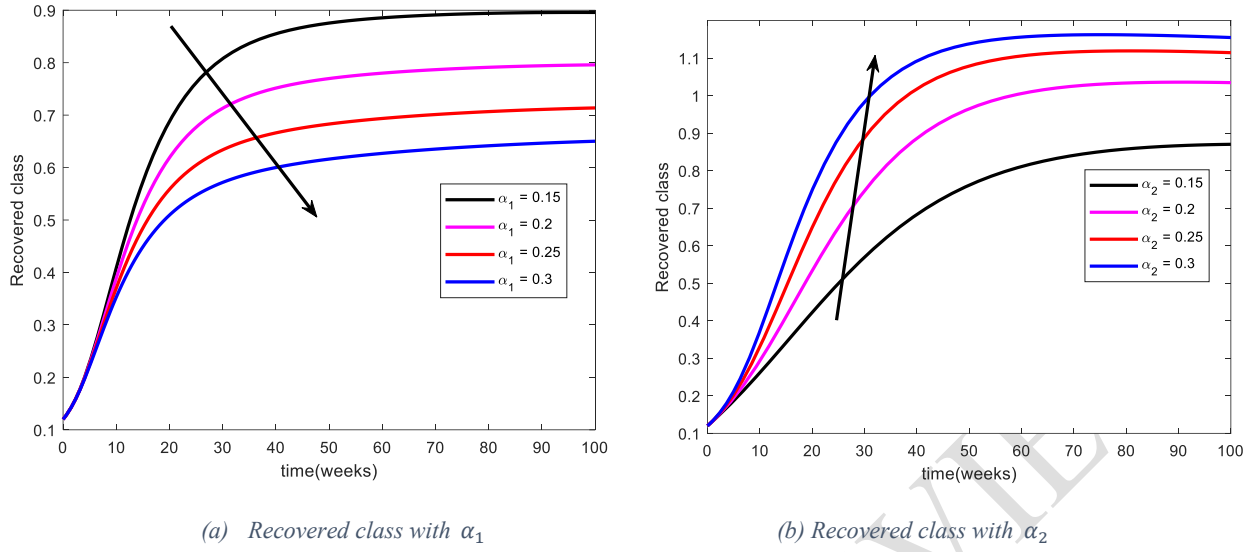 0.9
0.8
0.7
0.6
0.5
0.4
0.3
0.2
0.1
Recovered class
α₁ = 0.15
α₁ = 0.2
α₁ = 0.25
α₁ = 0.3
0 10 20 30 40 50 60 70 80 90 100
time(weeks)
(a) Recovered class with α₁
1.1
1
0.9
0.8
0.7
0.6
0.5
0.4
0.3
0.2
0.1
Recovered class
α₂ = 0.15
α₂ = 0.2
α₂ = 0.25
α₂ = 0.3
0 10 20 30 40 50 60 70 80 90 100
time(weeks)
(b) Recovered class with α₂